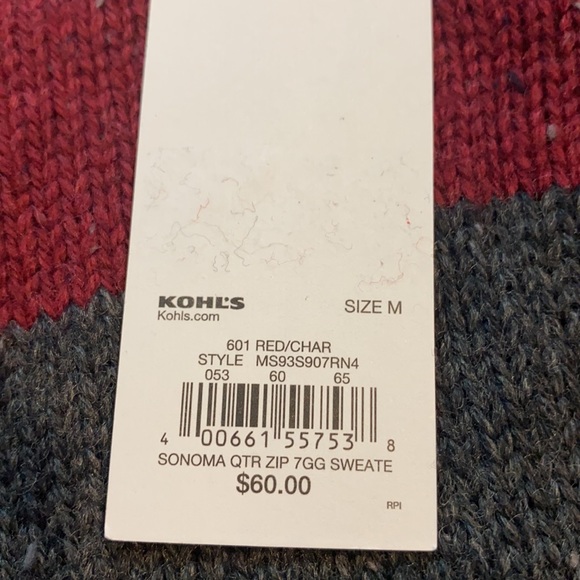 KOHL'S SIZE M
Kohls.com
601 RED/CHAR
STYLE MS93S907RN4
053 60 65
4 00661 55753 8
SONOMA QTR ZIP 7GG SWEATE
$60.00
RPI